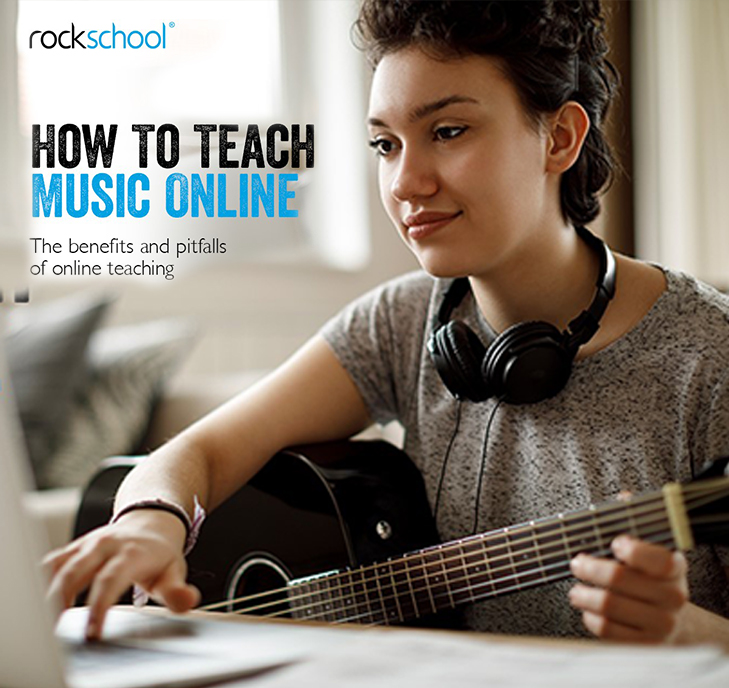 rockschool®
HOW TO TEACH
MUSIC ONLINE
The benefits and pitfalls
of online teaching